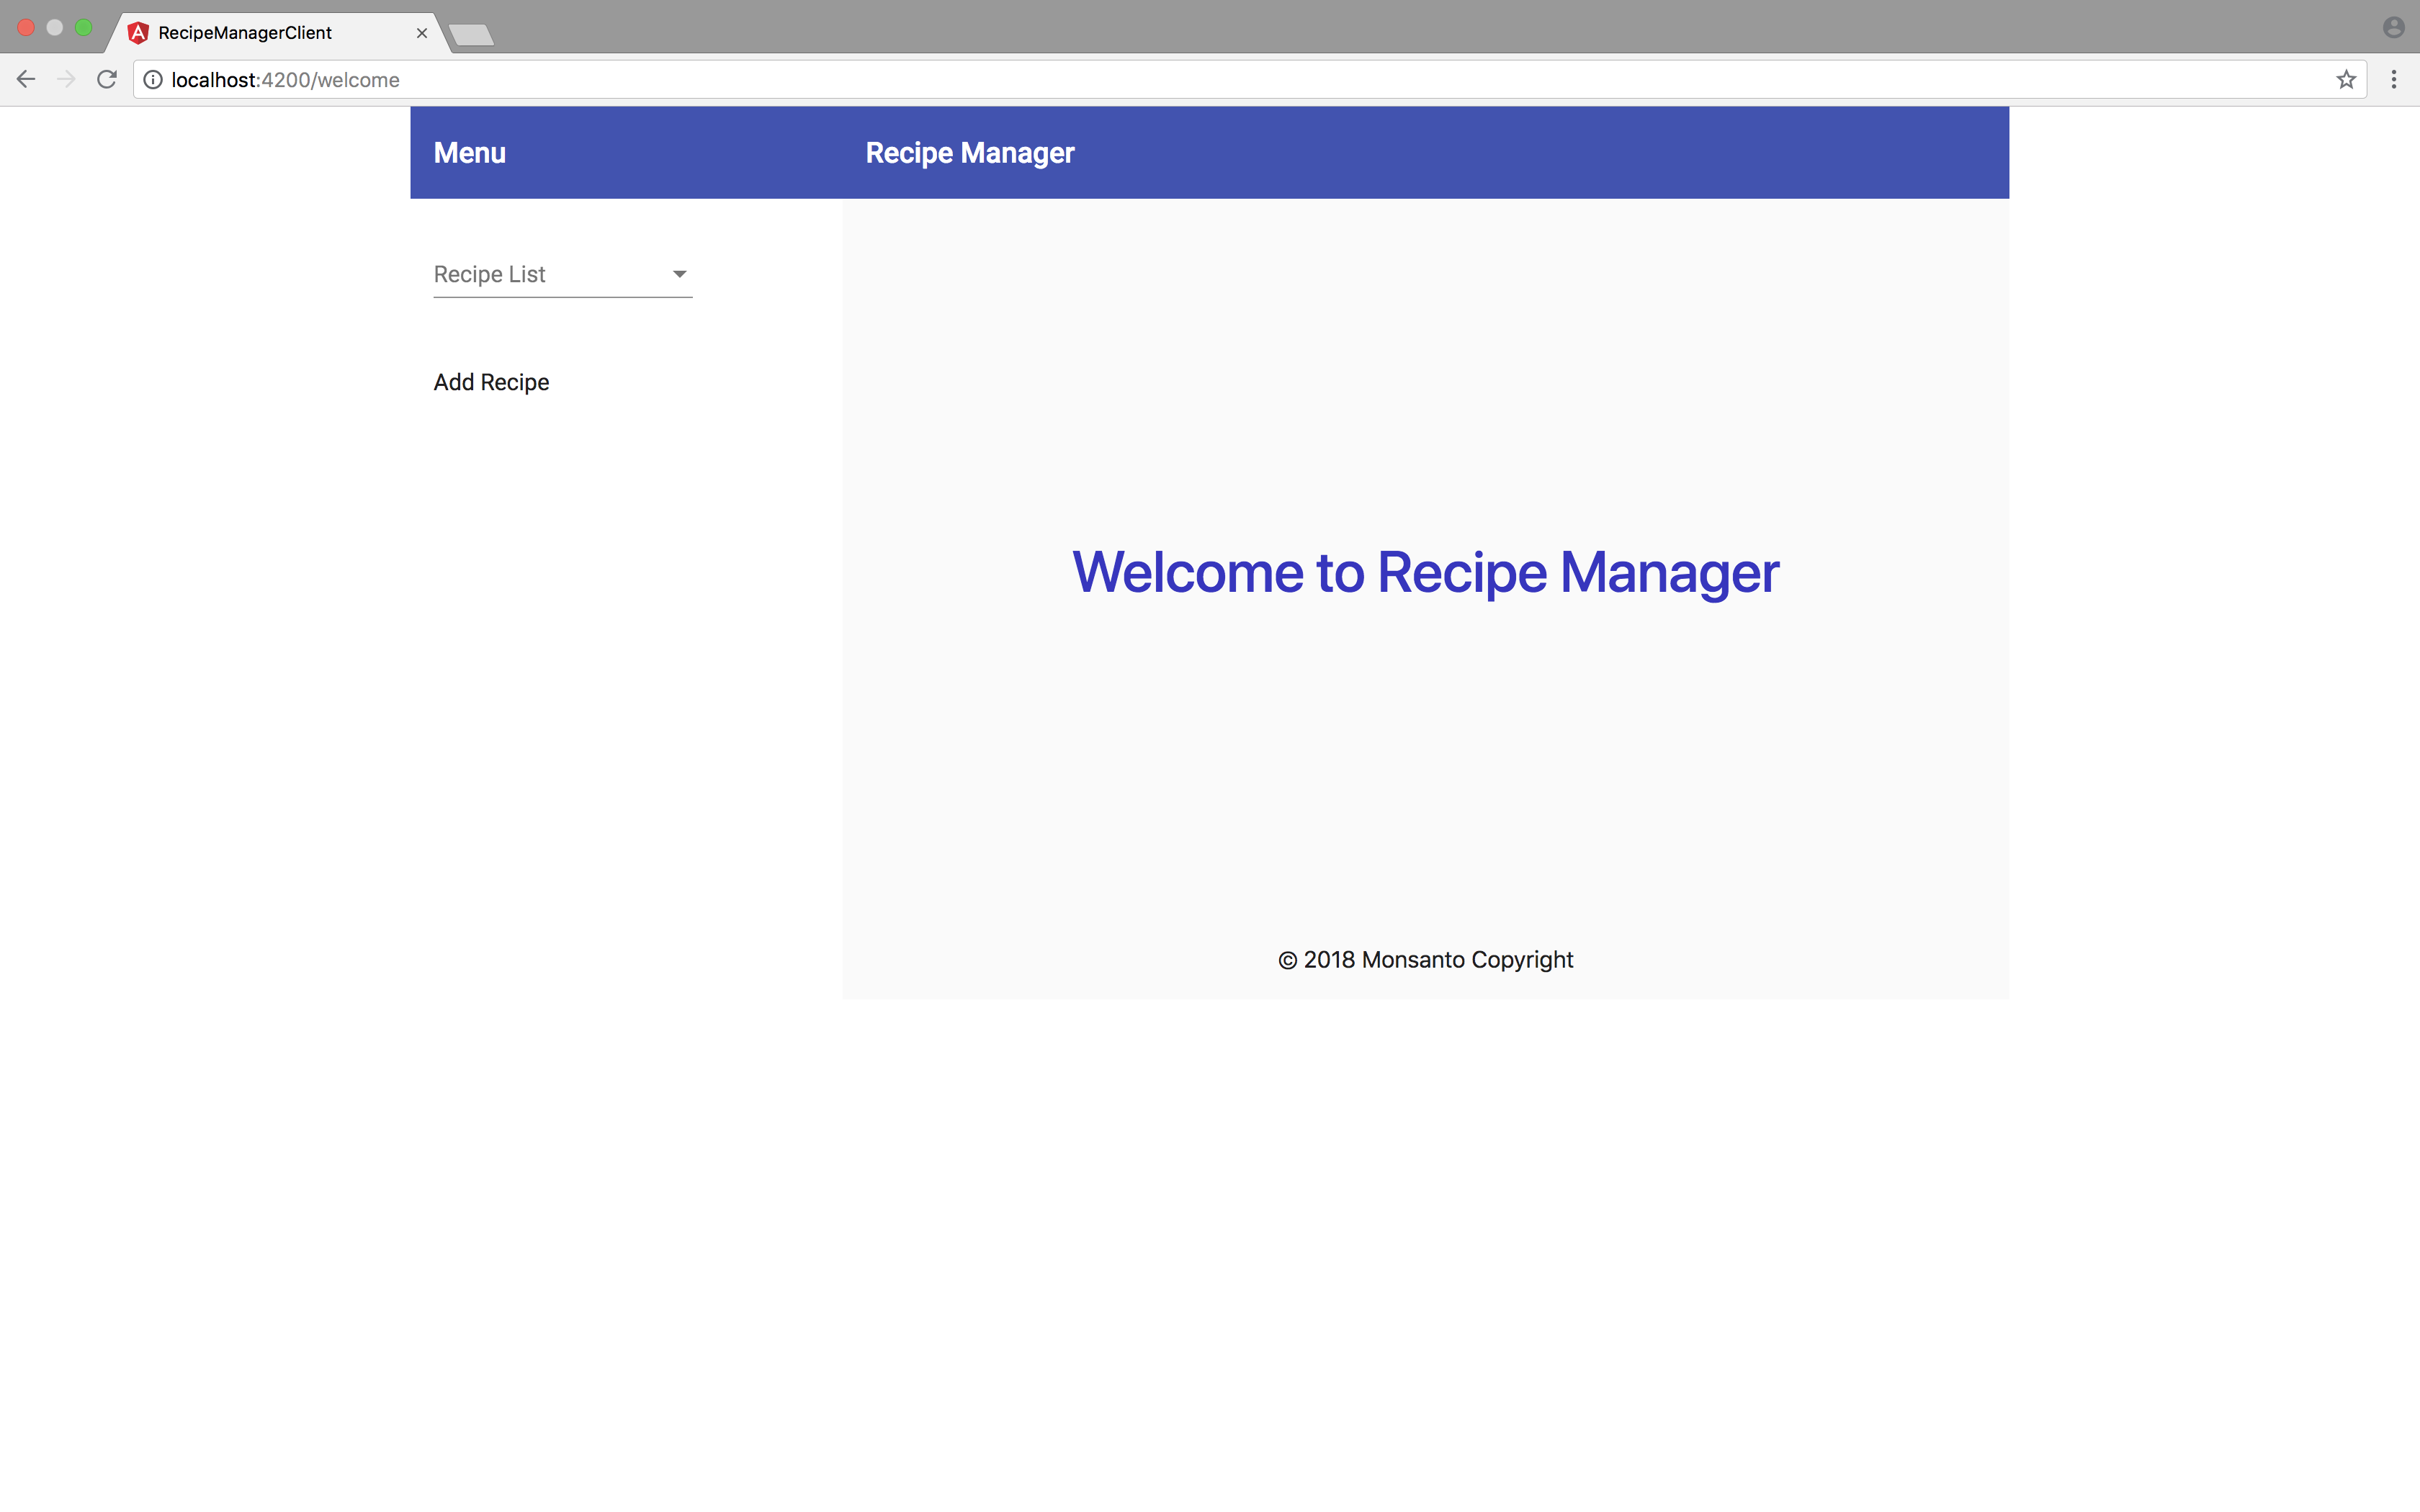 RecipeManagerClient
localhost:4200/welcome
Menu
Recipe Manager
Recipe List
Add Recipe
Welcome to Recipe Manager
© 2018 Monsanto Copyright